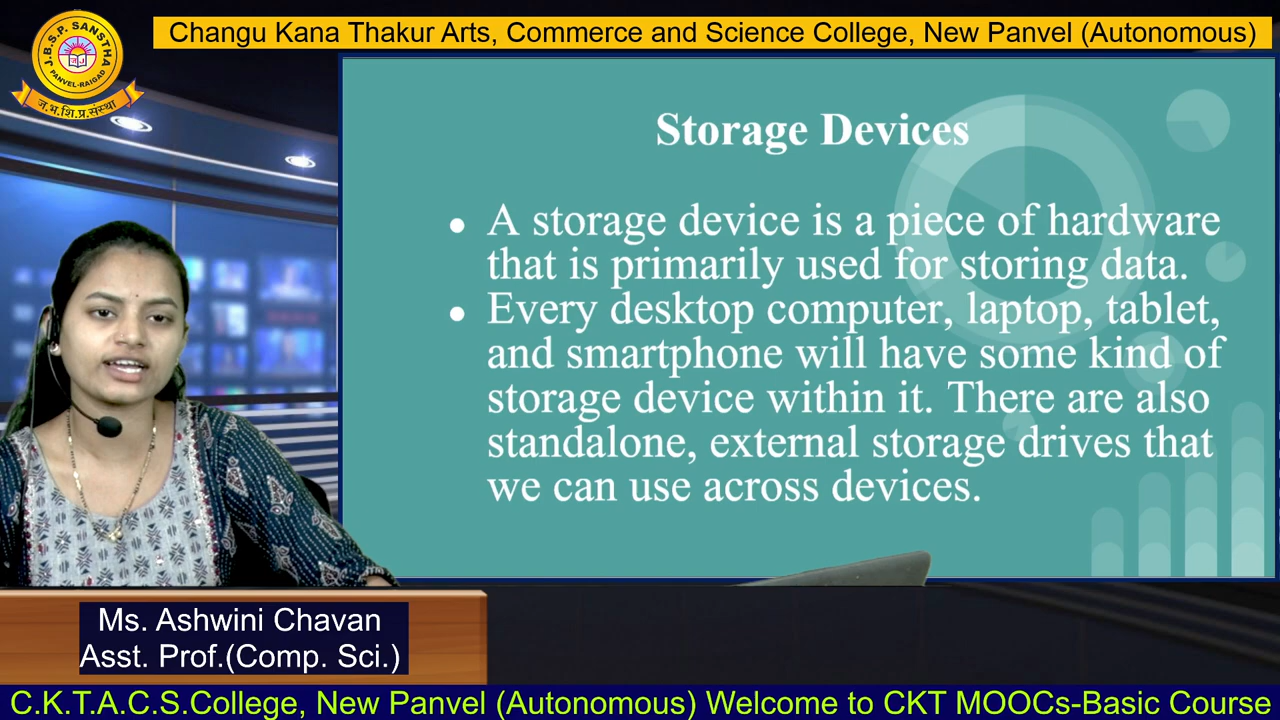 Changu Kana Thakur Arts, Commerce and Science College, New Panvel (Autonomous)
J.B.S.P. SANSTHA
PANVEL-RAIGAD
ज.भ.शि.प्र.संस्था
Storage Devices
• A storage device is a piece of hardware
that is primarily used for storing data.
• Every desktop computer, laptop, tablet,
and smartphone will have some kind of
storage device within it. There are also
standalone, external storage drives that
we can use across devices.
Ms. Ashwini Chavan
Asst. Prof.(Comp. Sci.)
C.K.T.A.C.S.College, New Panvel (Autonomous) Welcome to CKT MOOCs-Basic Course